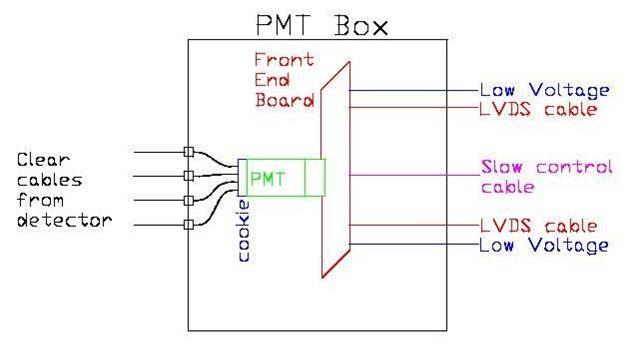 PMT Box
Front
End
Board
Low Voltage
LVDS cable
Clear
cables
from
detector
PMT
cookie
Slow control
cable
LVDS cable
Low Voltage